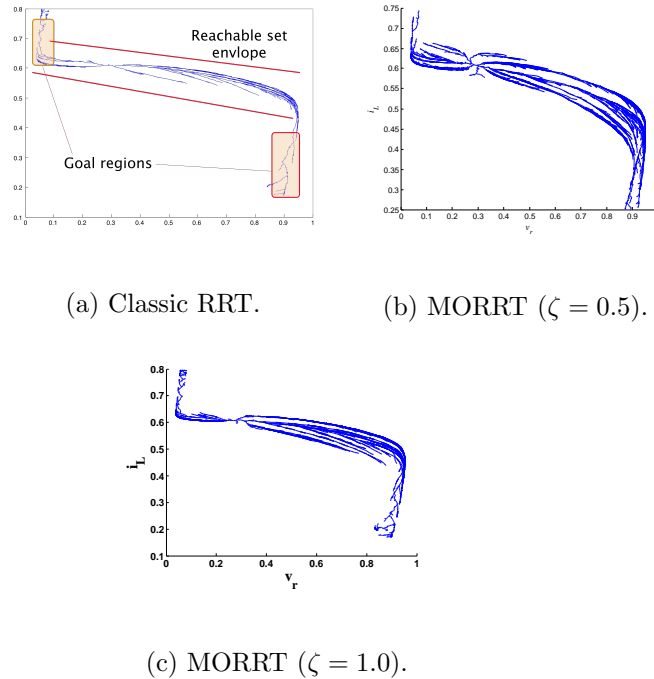 0.8
0.7
0.6
0.5
0.4
0.3
0.2
0.1
Reachable set
envlope
Goal regions
0 0.1 0.2 0.3 0.4 0.5 0.6 0.7 0.8 0.9 1
0.75
0.7
0.65
0.6
0.55
0.5
0.45
0.4
0.35
0.3
0.25
i_L
0 0.1 0.2 0.3 0.4 0.5 0.6 0.7 0.8 0.9
v_r
(a) Classic RRT.
(b) MORRT (ζ = 0.5).
0.8
0.7
0.6
0.5
0.4
0.3
0.2
0.1
i_L
0 0.2 0.4 0.6 0.8 1
v_r
(c) MORRT (ζ = 1.0).